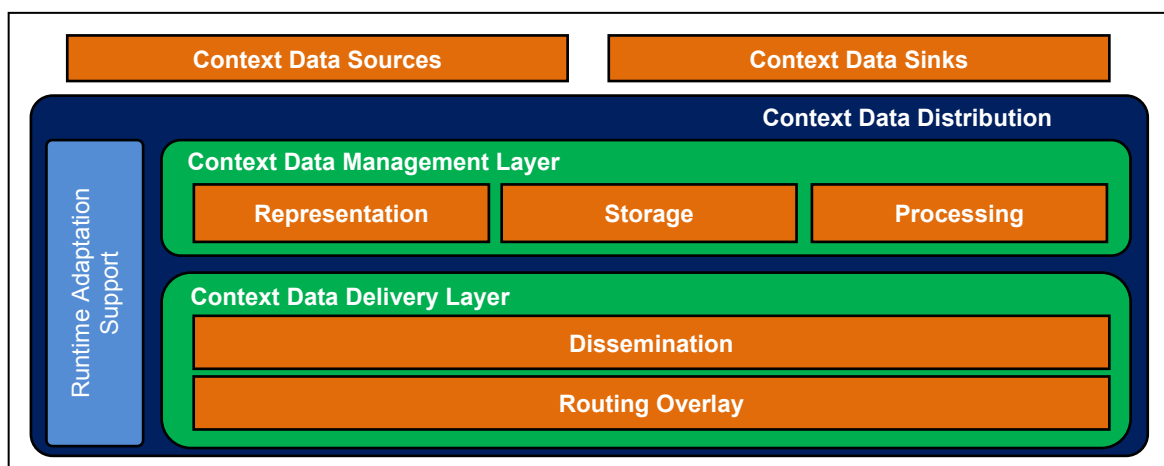 Context Data Sources
Context Data Sinks
Context Data Distribution
Runtime Adaptation
Support
Context Data Management Layer
Representation
Storage
Processing
Context Data Delivery Layer
Dissemination
Routing Overlay